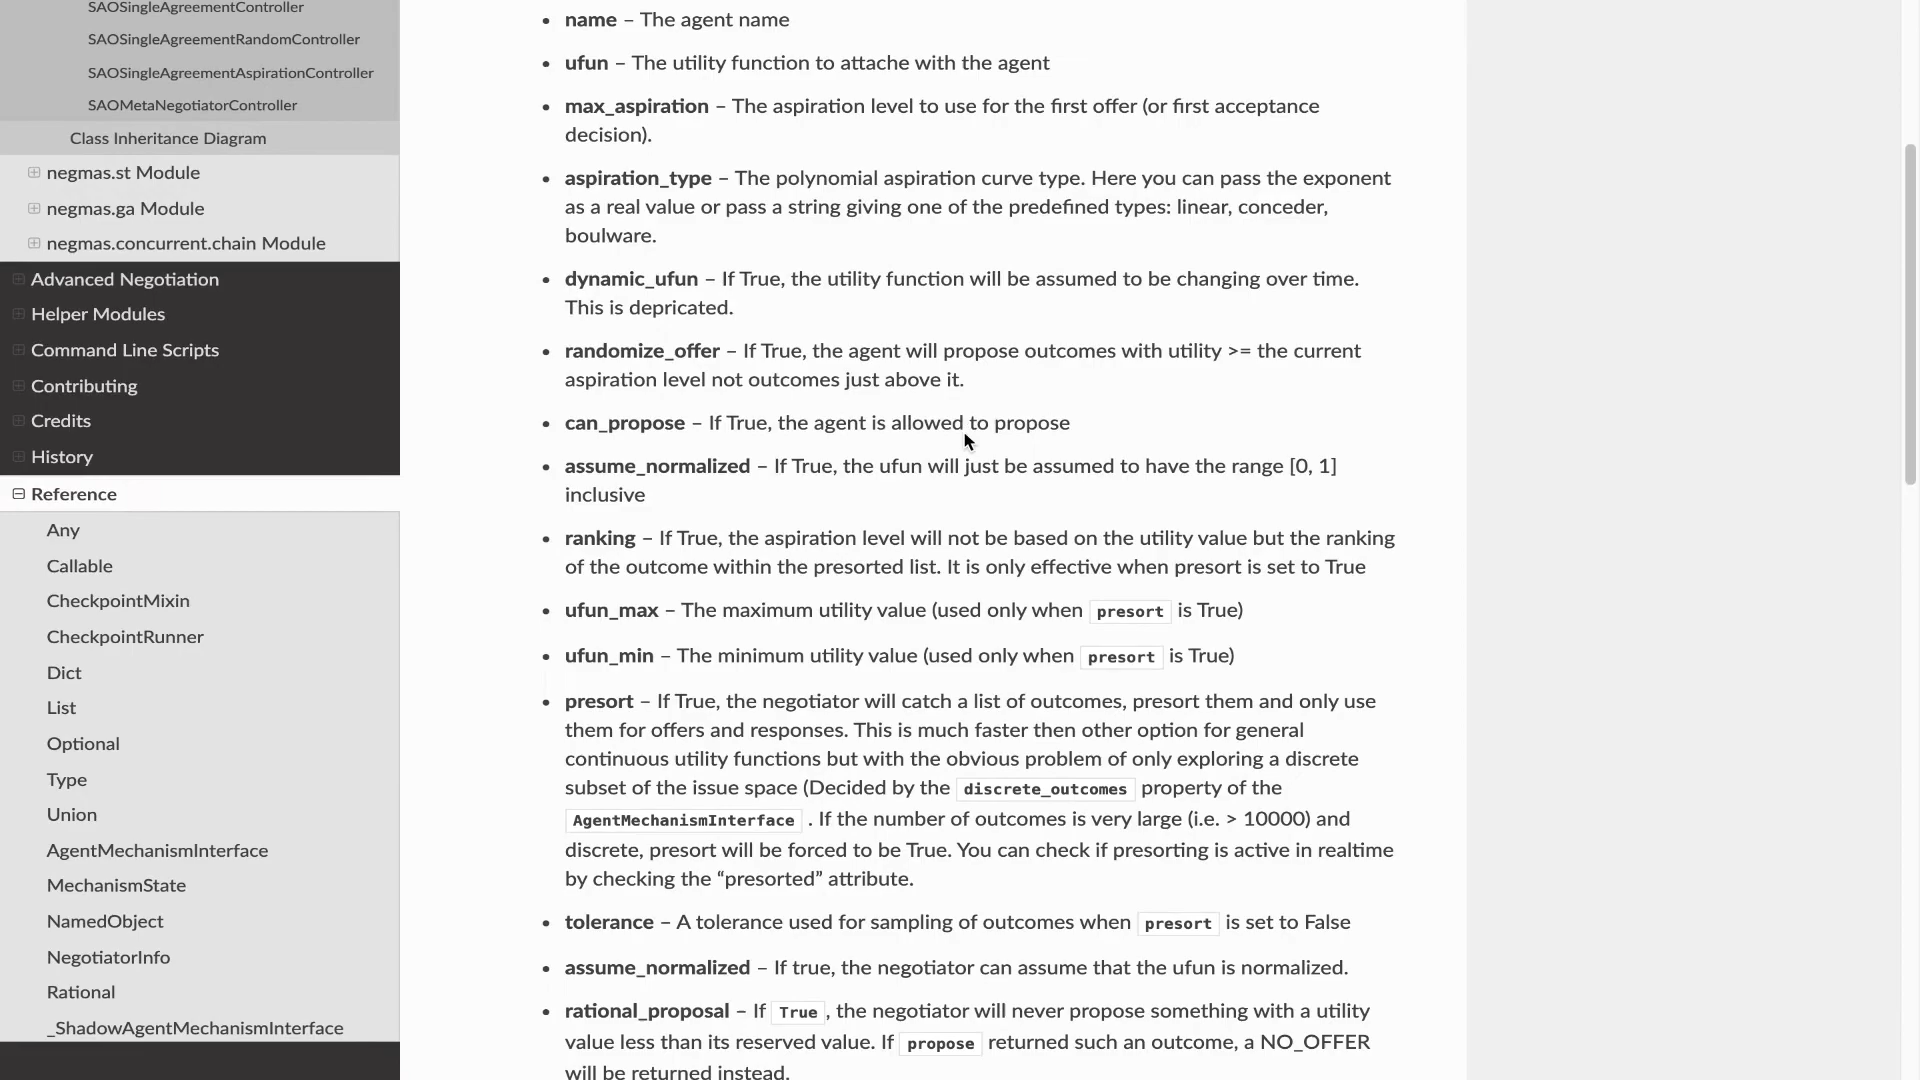 SAOSingleAgreementController
SAOSingleAgreementRandomController
SAOSingleAgreementAspirationController
SAOMetaNegotiatorController
Class Inheritance Diagram
negmas.st Module
negmas.ga Module
negmas.concurrent.chain Module
Advanced Negotiation
Helper Modules
Command Line Scripts
Contributing
Credits
History
Reference
Any
Callable
CheckpointMixin
CheckpointRunner
Dict
List
Optional
Type
Union
AgentMechanismInterface
MechanismState
NamedObject
NegotiatorInfo
Rational
_ShadowAgentMechanismInterface
• name – The agent name
• ufun – The utility function to attache with the agent
• max_aspiration – The aspiration level to use for the first offer (or first acceptance
decision).
• aspiration_type – The polynomial aspiration curve type. Here you can pass the exponent
as a real value or pass a string giving one of the predefined types: linear, conceder,
boulware.
• dynamic_ufun – If True, the utility function will be assumed to be changing over time.
This is depricated.
• randomize_offer – If True, the agent will propose outcomes with utility >= the current
aspiration level not outcomes just above it.
• can_propose – If True, the agent is allowed to propose
• assume_normalized – If True, the ufun will just be assumed to have the range [0, 1]
inclusive
• ranking – If True, the aspiration level will not be based on the utility value but the ranking
of the outcome within the presorted list. It is only effective when presort is set to True
• ufun_max – The maximum utility value (used only when presort is True)
• ufun_min – The minimum utility value (used only when presort is True)
• presort – If True, the negotiator will catch a list of outcomes, presort them and only use
them for offers and responses. This is much faster then other option for general
continuous utility functions but with the obvious problem of only exploring a discrete
subset of the issue space (Decided by the discrete_outcomes property of the
AgentMechanismInterface . If the number of outcomes is very large (i.e. > 10000) and
discrete, presort will be forced to be True. You can check if presorting is active in realtime
by checking the “presorted” attribute.
• tolerance – A tolerance used for sampling of outcomes when presort is set to False
• assume_normalized – If true, the negotiator can assume that the ufun is normalized.
• rational_proposal – If True, the negotiator will never propose something with a utility
value less than its reserved value. If propose returned such an outcome, a NO_OFFER
will be returned instead.